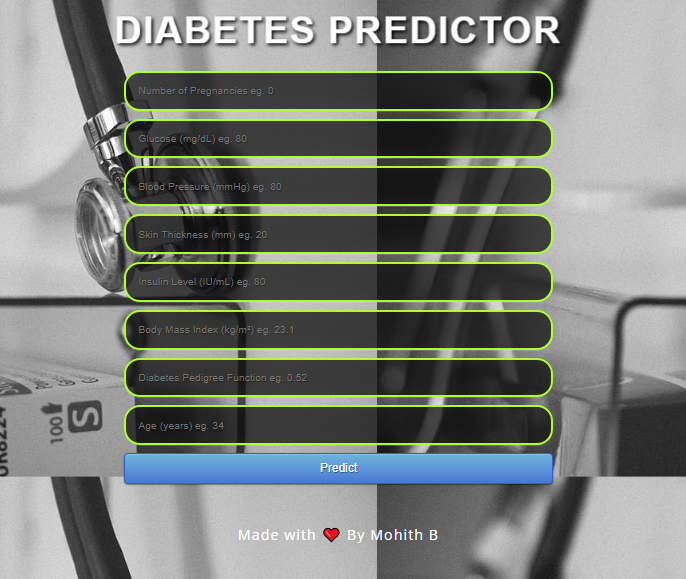 DIABETES PREDICTOR
Number of Pregnancies eg. 0
Glucose (mg/dL) eg. 80
Blood Pressure (mmHg) eg. 80
Skin Thickness (mm) eg. 20
Insulin Level (IU/mL) eg. 80
Body Mass Index (kg/m²) eg. 23.1
Diabetes Pedigree Function eg. 0.52
100
S
Age (years) eg. 34
Predict
Made with ❤ By Mohith B